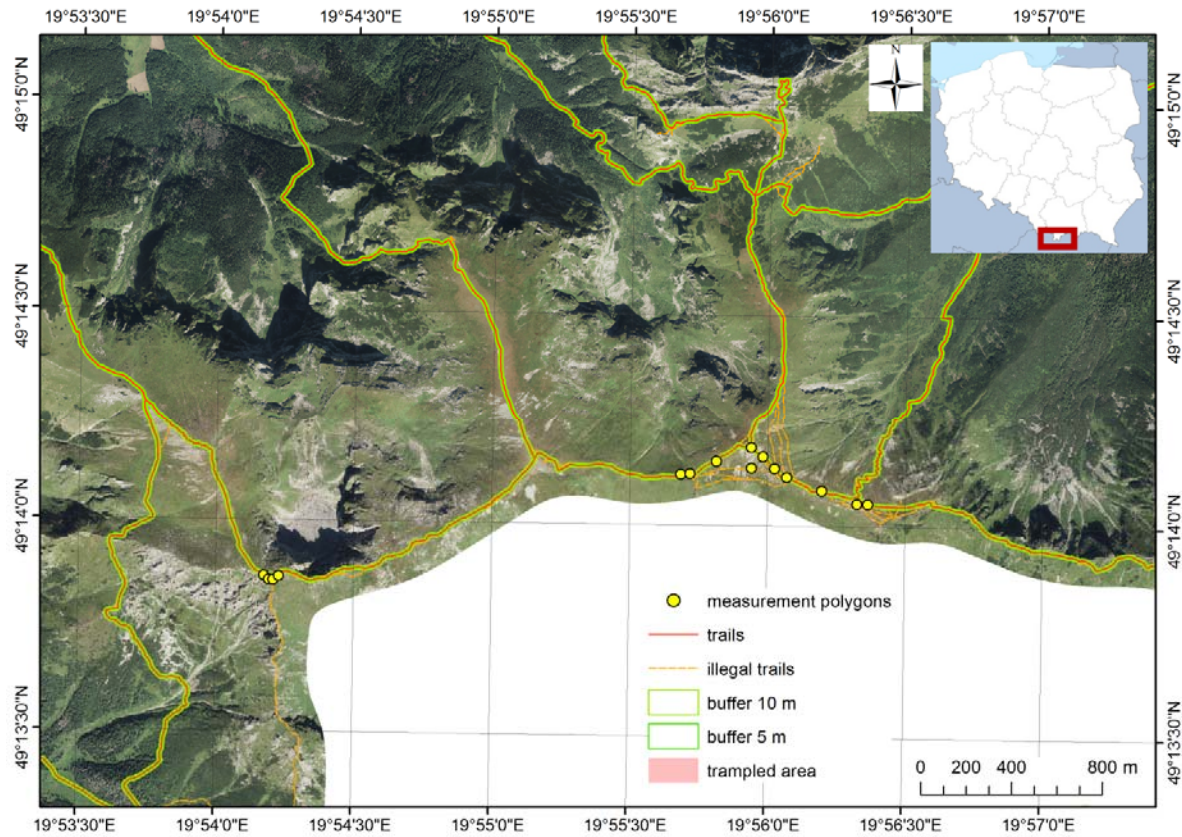 19°53'30"E 19°54'0"E 19°54'30"E 19°55'0"E 19°55'30"E 19°56'0"E 19°56'30"E 19°57'0"E
N
49°15'0"N
49°15'0"N
49°14'30"N
49°14'30"N
49°14'0"N
49°14'0"N
49°13'30"N
49°13'30"N
measurement polygons
trails
illegal trails
buffer 10 m
buffer 5 m
trampled area
0 200 400 800 m
19°53'30"E 19°54'0"E 19°54'30"E 19°55'0"E 19°55'30"E 19°56'0"E 19°56'30"E 19°57'0"E